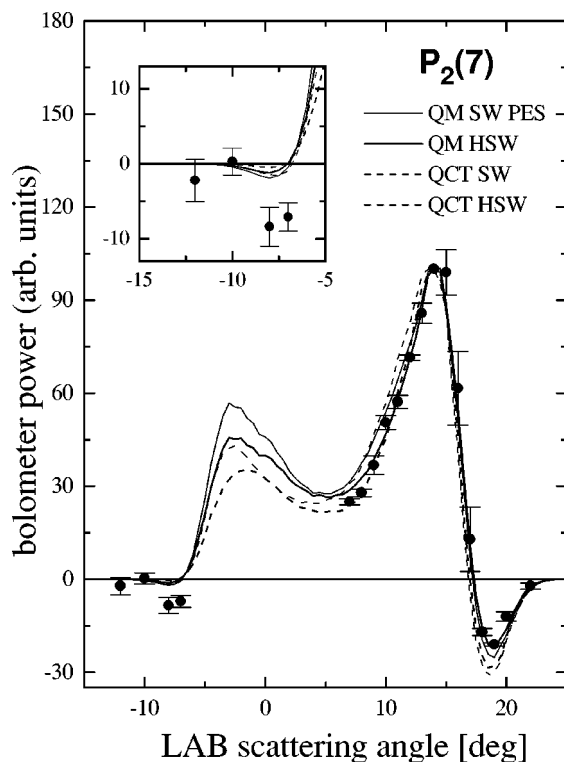 180
150
120
90
60
30
0
-30
bolometer power (arb. units)
10
0
-10
-15
-10
-5
P2(7)
QM SW PES
QM HSW
QCT SW
QCT HSW
-10
0
10
20
LAB scattering angle [deg]